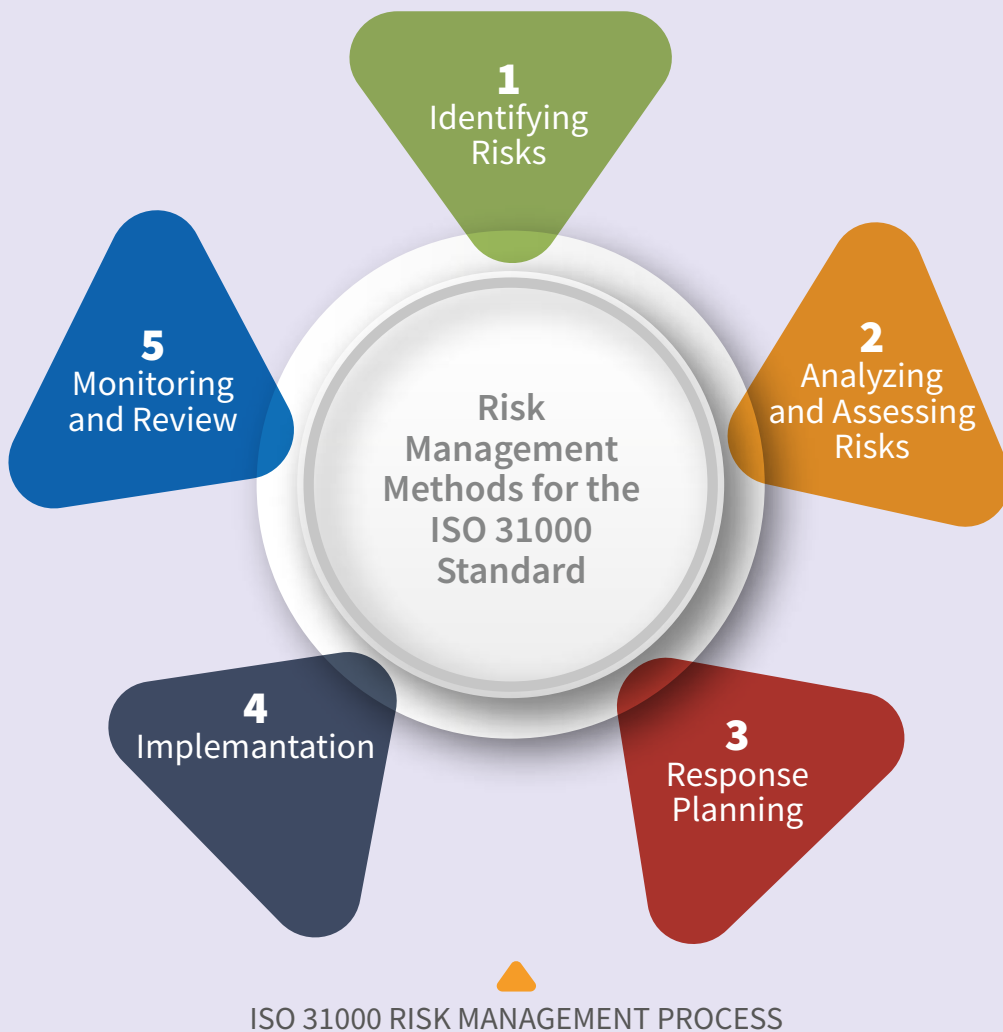 1
Identifying
Risks
2
Analyzing
and Assessing
Risks
3
Response
Planning
4
Implemantation
5
Monitoring
and Review
Risk
Management
Methods for the
ISO 31000
Standard
ISO 31000 RISK MANAGEMENT PROCESS